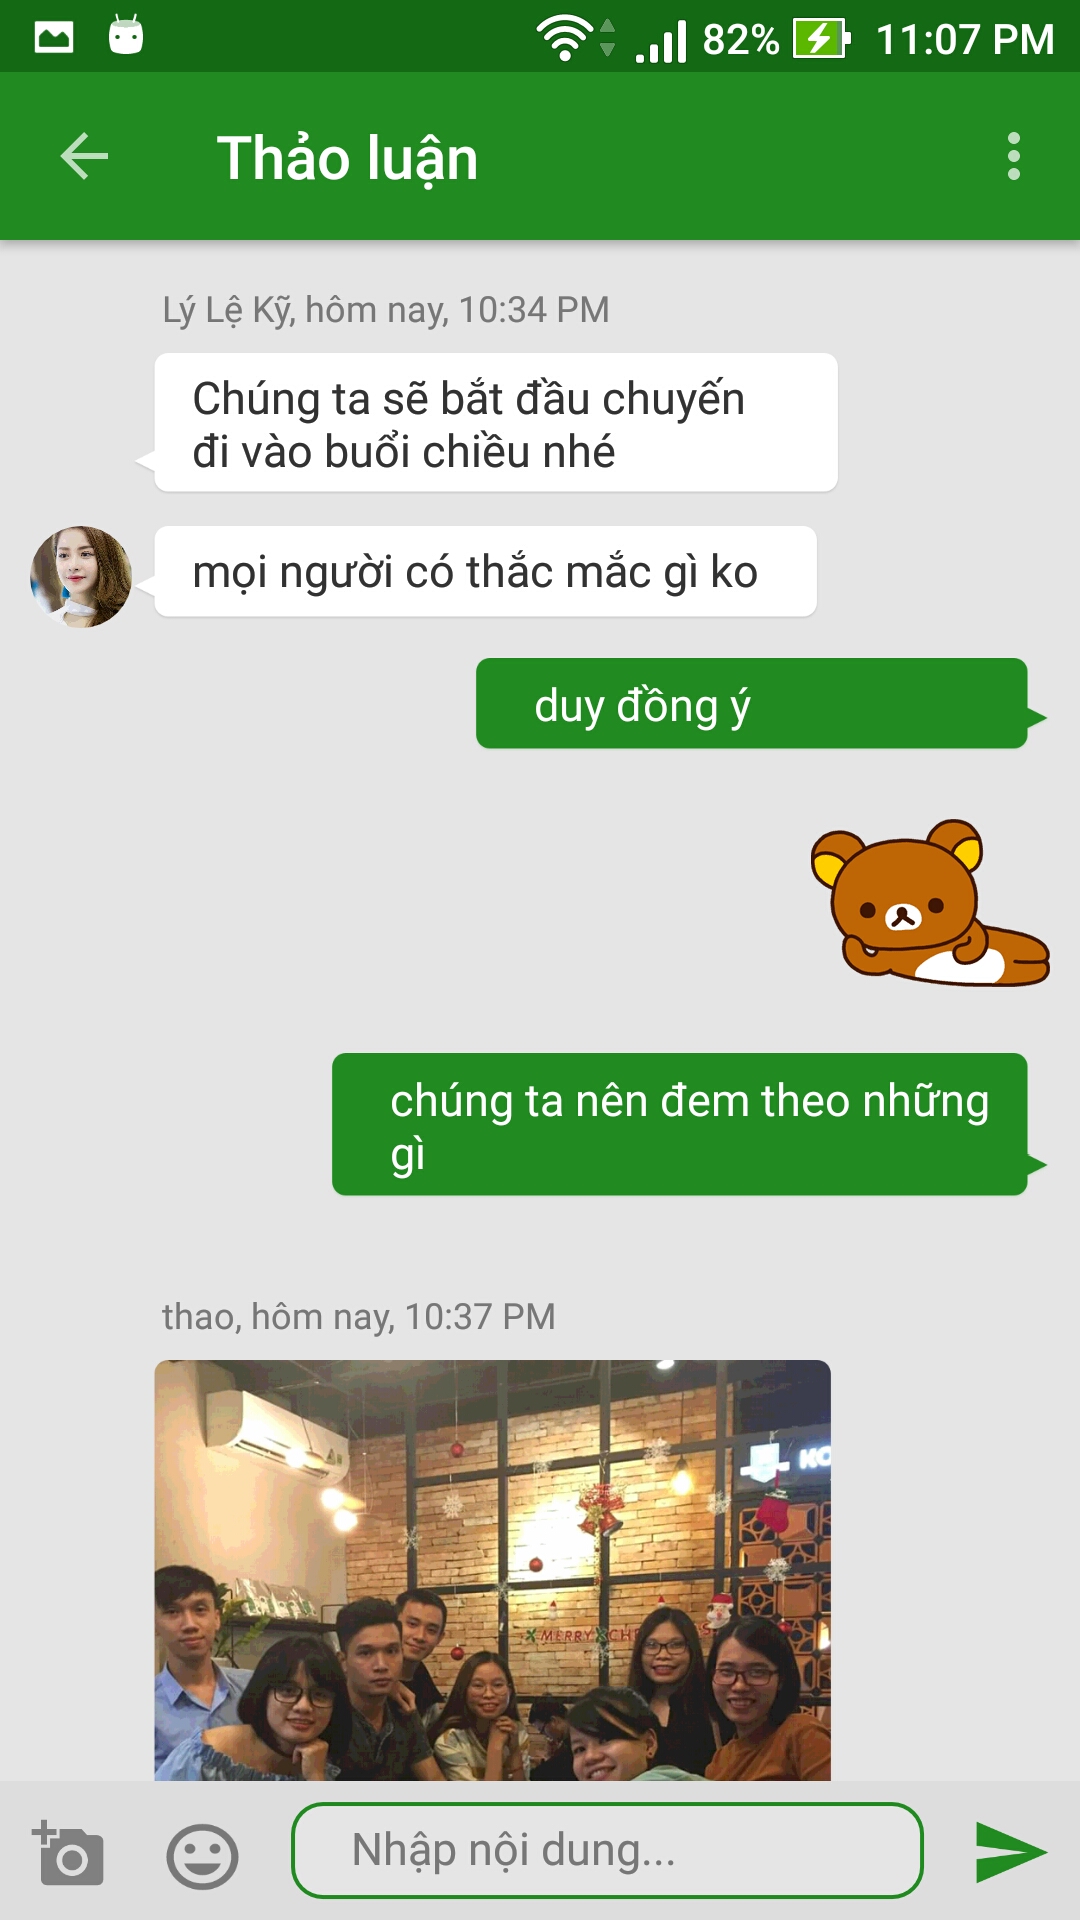 82% 11:07 PM
Thảo luận
Lý Lệ Kỹ, hôm nay, 10:34 PM
Chúng ta sẽ bắt đầu chuyến
đi vào buổi chiều nhé
mọi người có thắc mắc gì ko
duy đồng ý
chúng ta nên đem theo những
gì
thao, hôm nay, 10:37 PM
KO
MERRY
Nhập nội dung...